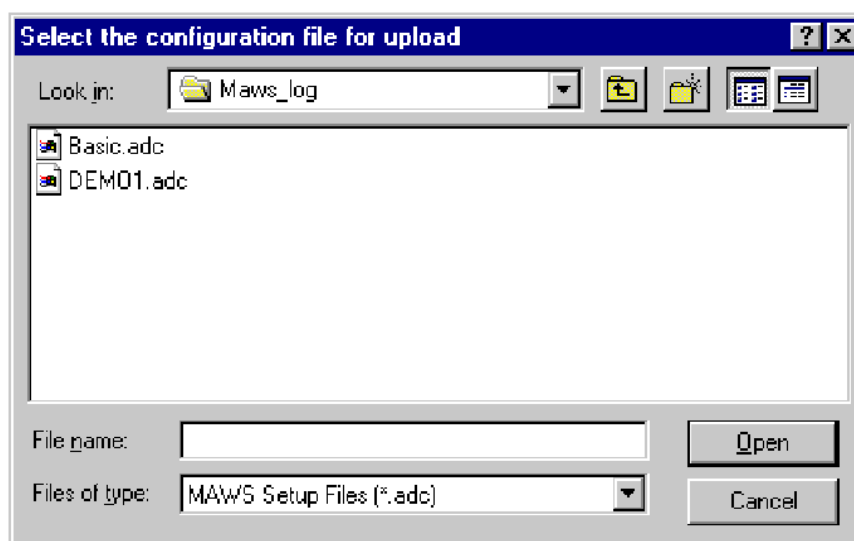 Select the configuration file for upload
Look in: Maws_log
Basic.adc
DEMO1.adc
File name: Open
Files of type: MAWS Setup Files (*.adc) Cancel